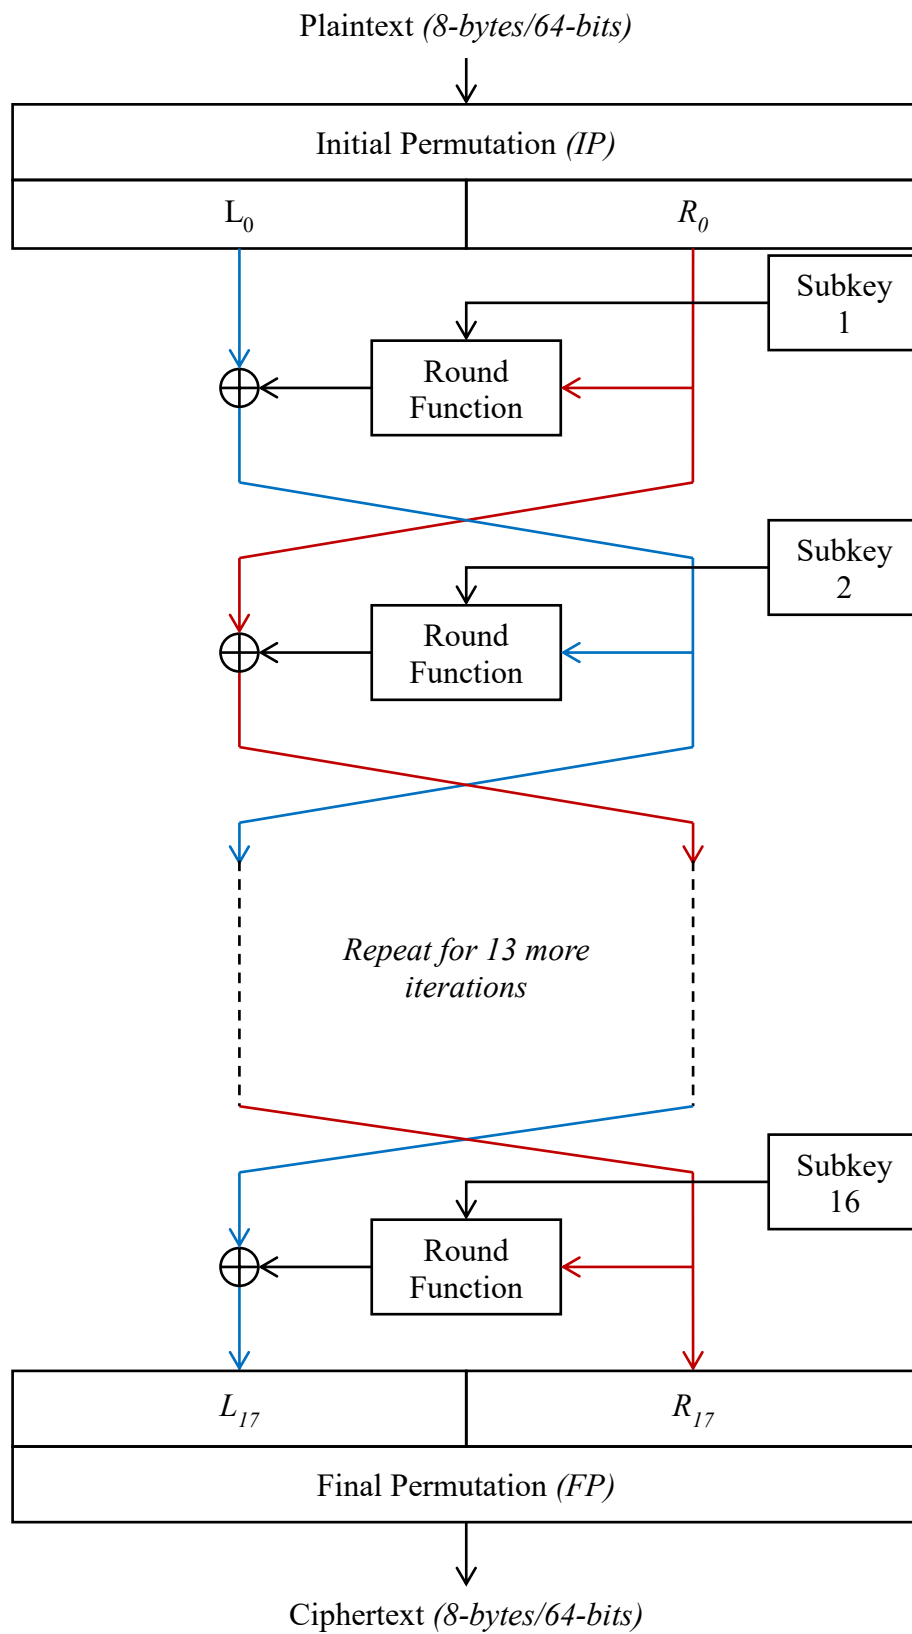 Plaintext (8-bytes/64-bits)
Initial Permutation (IP)
L0
R0
Subkey
1
Round
Function
Subkey
2
Round
Function
Repeat for 13 more
iterations
Subkey
16
Round
Function
L17
R17
Final Permutation (FP)
Ciphertext (8-bytes/64-bits)